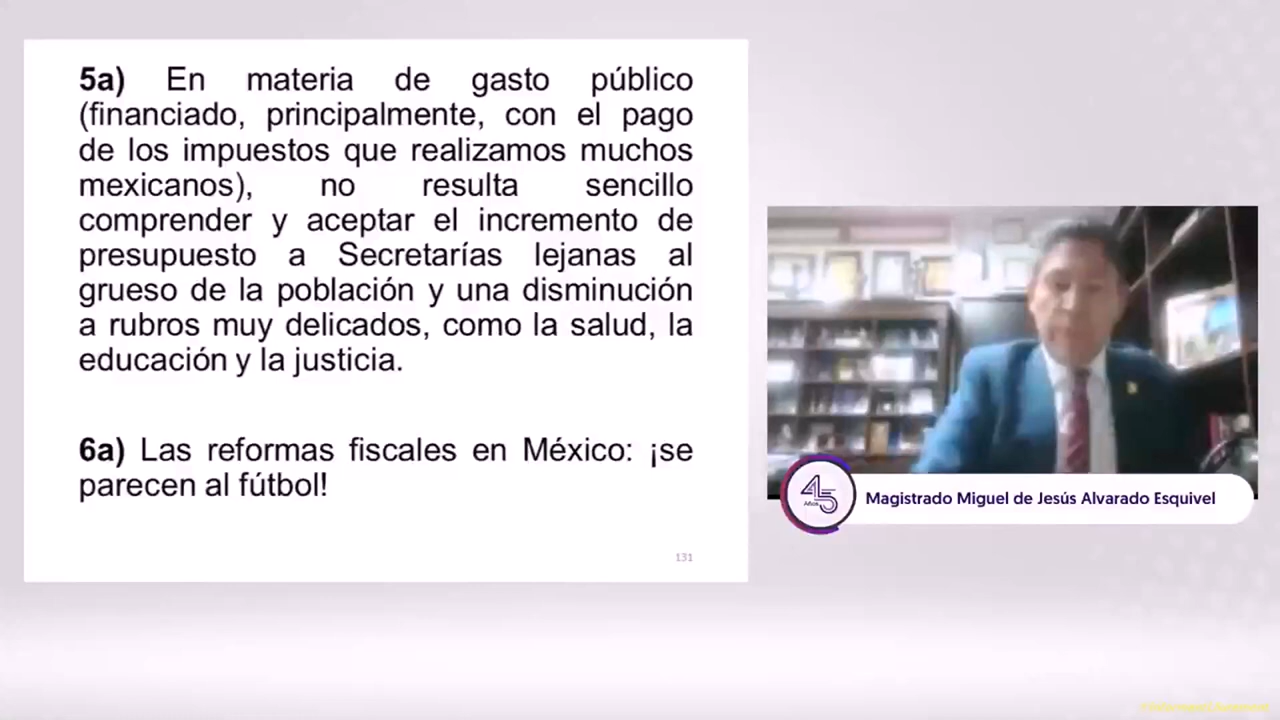 5a) En materia de gasto público
(financiado, principalmente, con el pago
de los impuestos que realizamos muchos
mexicanos), no resulta sencillo
comprender y aceptar el incremento de
presupuesto a Secretarías lejanas al
grueso de la población y una disminución
a rubros muy delicados, como la salud, la
educación y la justicia.
6a) Las reformas fiscales en México: ¡se
parecen al fútbol!
131
45
Años
Magistrado Miguel de Jesús Alvarado Esquivel